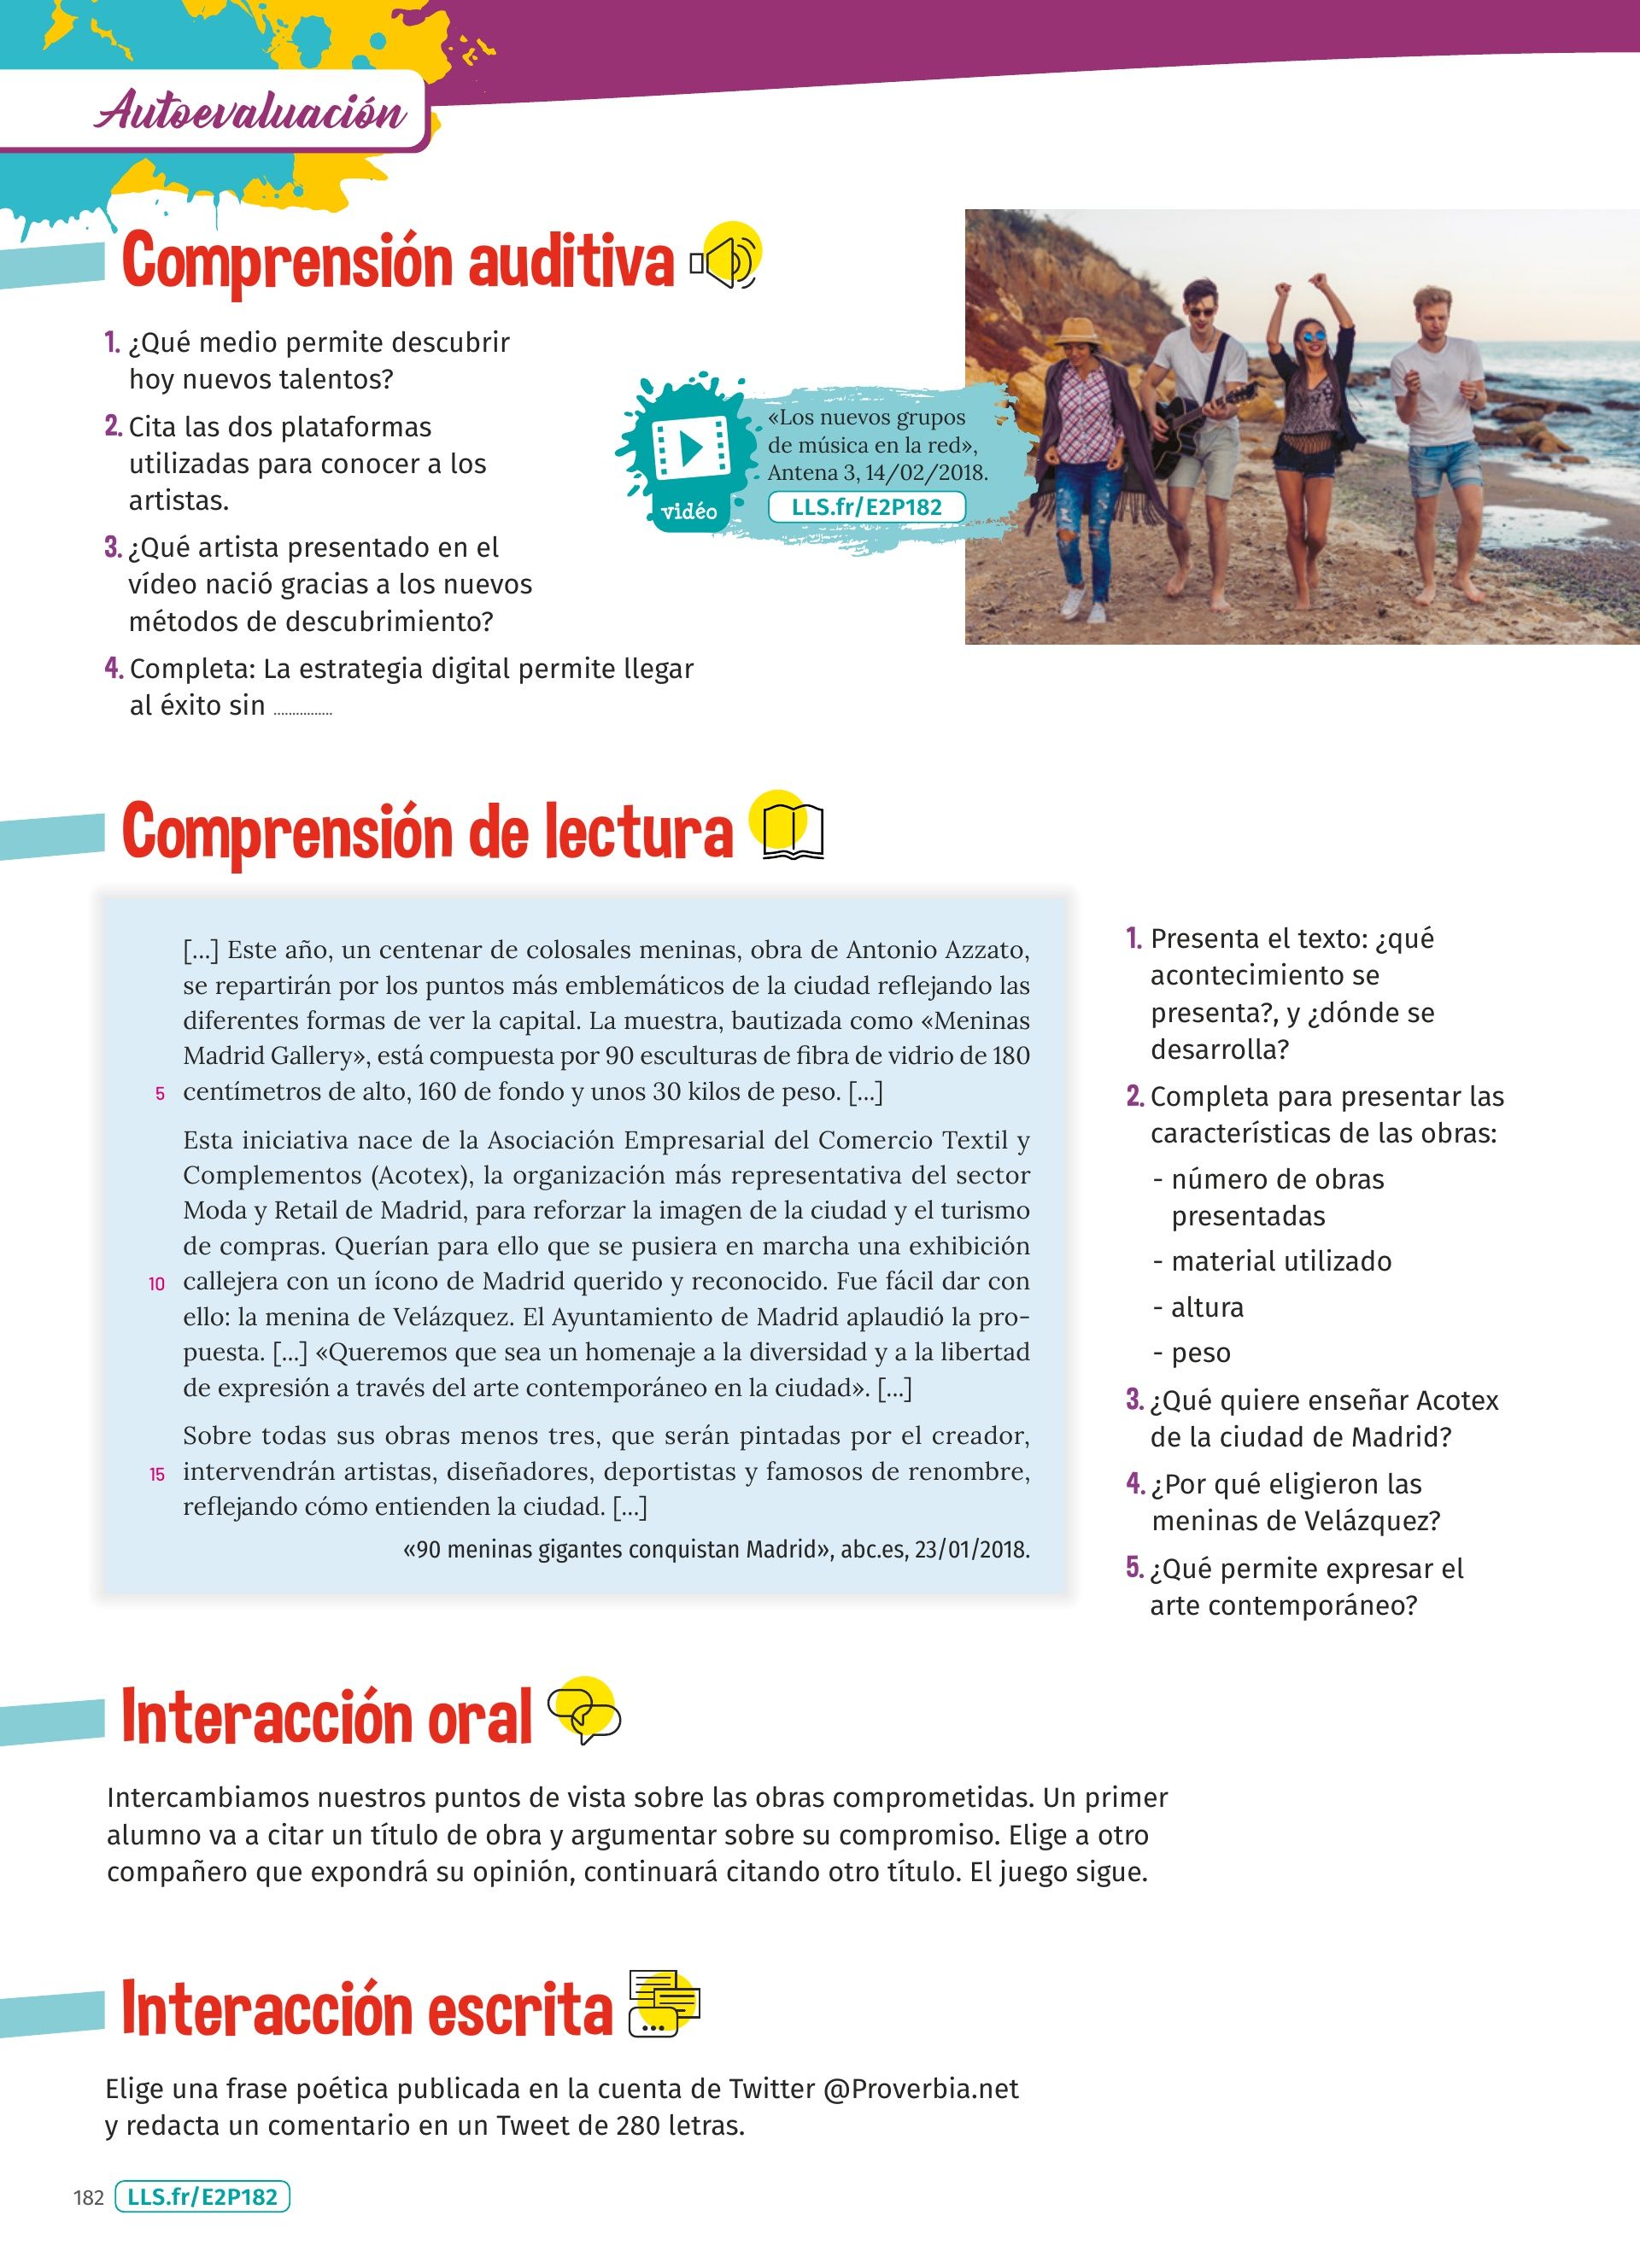 Autoevaluación
Comprensión auditiva
1. ¿Qué medio permite descubrir
hoy nuevos talentos?
2. Cita las dos plataformas
utilizadas para conocer a los
artistas.
3. ¿Qué artista presentado en el
vídeo nació gracias a los nuevos
métodos de descubrimiento?
4. Completa: La estrategia digital permite llegar
al éxito sin ................
vidéo
«Los nuevos grupos
de música en la red»,
Antena 3, 14/02/2018.
LLS.fr/E2P182
Comprensión de lectura
[...] Este año, un centenar de colosales meninas, obra de Antonio Azzato,
se repartirán por los puntos más emblemáticos de la ciudad reflejando las
diferentes formas de ver la capital. La muestra, bautizada como «Meninas
Madrid Gallery», está compuesta por 90 esculturas de fibra de vidrio de 180
5 centímetros de alto, 160 de fondo y unos 30 kilos de peso. [...]
Esta iniciativa nace de la Asociación Empresarial del Comercio Textil y
Complementos (Acotex), la organización más representativa del sector
Moda y Retail de Madrid, para reforzar la imagen de la ciudad y el turismo
de compras. Querían para ello que se pusiera en marcha una exhibición
10 callejera con un ícono de Madrid querido y reconocido. Fue fácil dar con
ello: la menina de Velázquez. El Ayuntamiento de Madrid aplaudió la pro-
puesta. [...] «Queremos que sea un homenaje a la diversidad y a la libertad
de expresión a través del arte contemporáneo en la ciudad». [...]
Sobre todas sus obras menos tres, que serán pintadas por el creador,
15 intervendrán artistas, diseñadores, deportistas y famosos de renombre,
reflejando cómo entienden la ciudad. [...]
«90 meninas gigantes conquistan Madrid», abc.es, 23/01/2018.
1. Presenta el texto: ¿qué
acontecimiento se
presenta?, y ¿dónde se
desarrolla?
2. Completa para presentar las
características de las obras:
- número de obras
presentadas
- material utilizado
- altura
- peso
3. ¿Qué quiere enseñar Acotex
de la ciudad de Madrid?
4. ¿Por qué eligieron las
meninas de Velázquez?
5. ¿Qué permite expresar el
arte contemporáneo?
Interacción oral
Intercambiamos nuestros puntos de vista sobre las obras comprometidas. Un primer
alumno va a citar un título de obra y argumentar sobre su compromiso. Elige a otro
compañero que expondrá su opinión, continuará citando otro título. El juego sigue.
Interacción escrita
Elige una frase poética publicada en la cuenta de Twitter @Proverbia.net
y redacta un comentario en un Tweet de 280 letras.
182 LLS.fr/E2P182